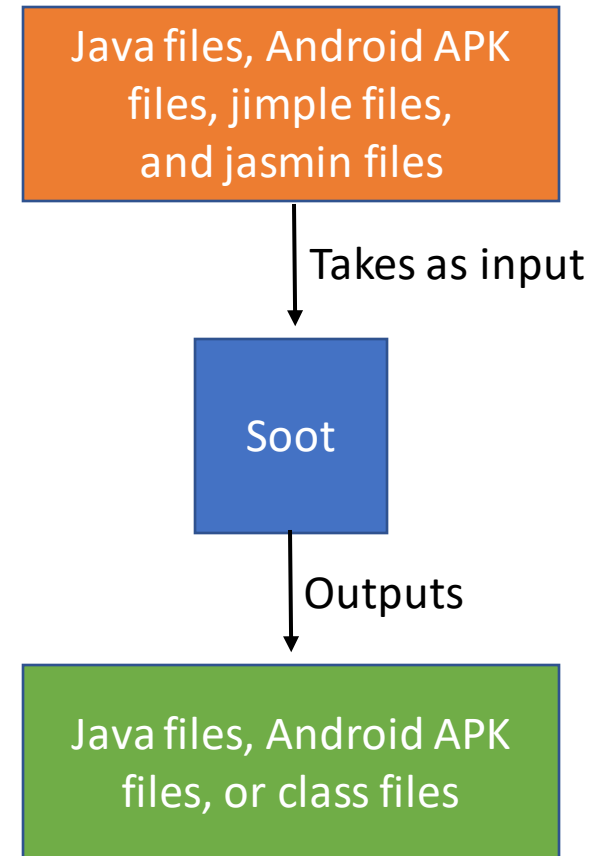 Java files, Android APK
files, jimple files,
and jasmin files
Takes as input
Soot
Outputs
Java files, Android APK
files, or class files